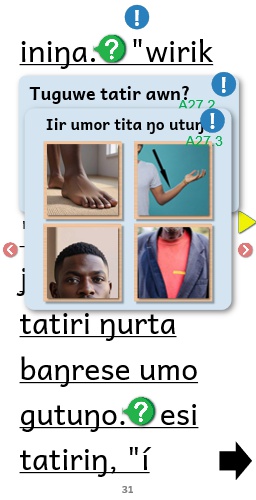 iniŋa. ? "wirik
Tuguwe tatir awn?
A27.2
Iir umor tita ŋo utuŋ
A27.3
tatiri ŋurta
baŋrese umo
gutuŋo. ? esi
tatiriŋ, "í
31